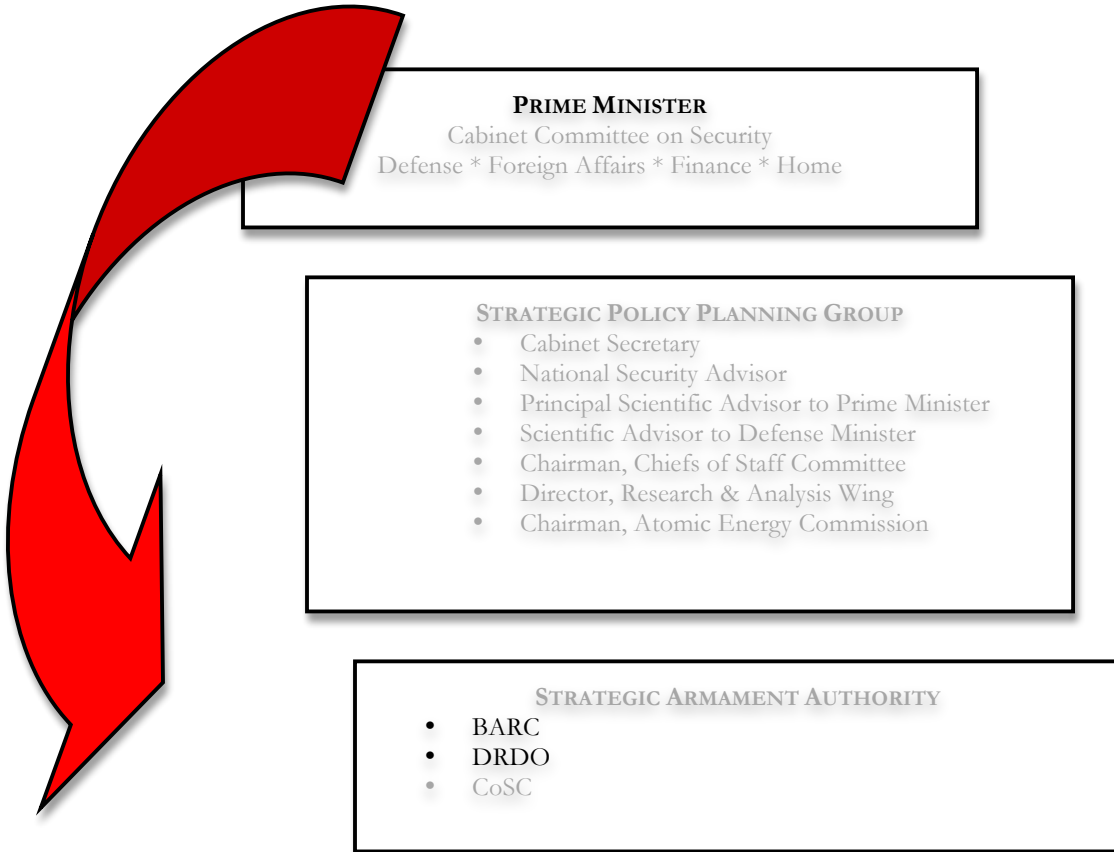 PRIME MINISTER
Cabinet Committee on Security
Defense * Foreign Affairs * Finance * Home
STRATEGIC POLICY PLANNING GROUP
• Cabinet Secretary
• National Security Advisor
• Principal Scientific Advisor to Prime Minister
• Scientific Advisor to Defense Minister
• Chairman, Chiefs of Staff Committee
• Director, Research & Analysis Wing
• Chairman, Atomic Energy Commission
STRATEGIC ARMAMENT AUTHORITY
• BARC
• DRDO
• CoSC